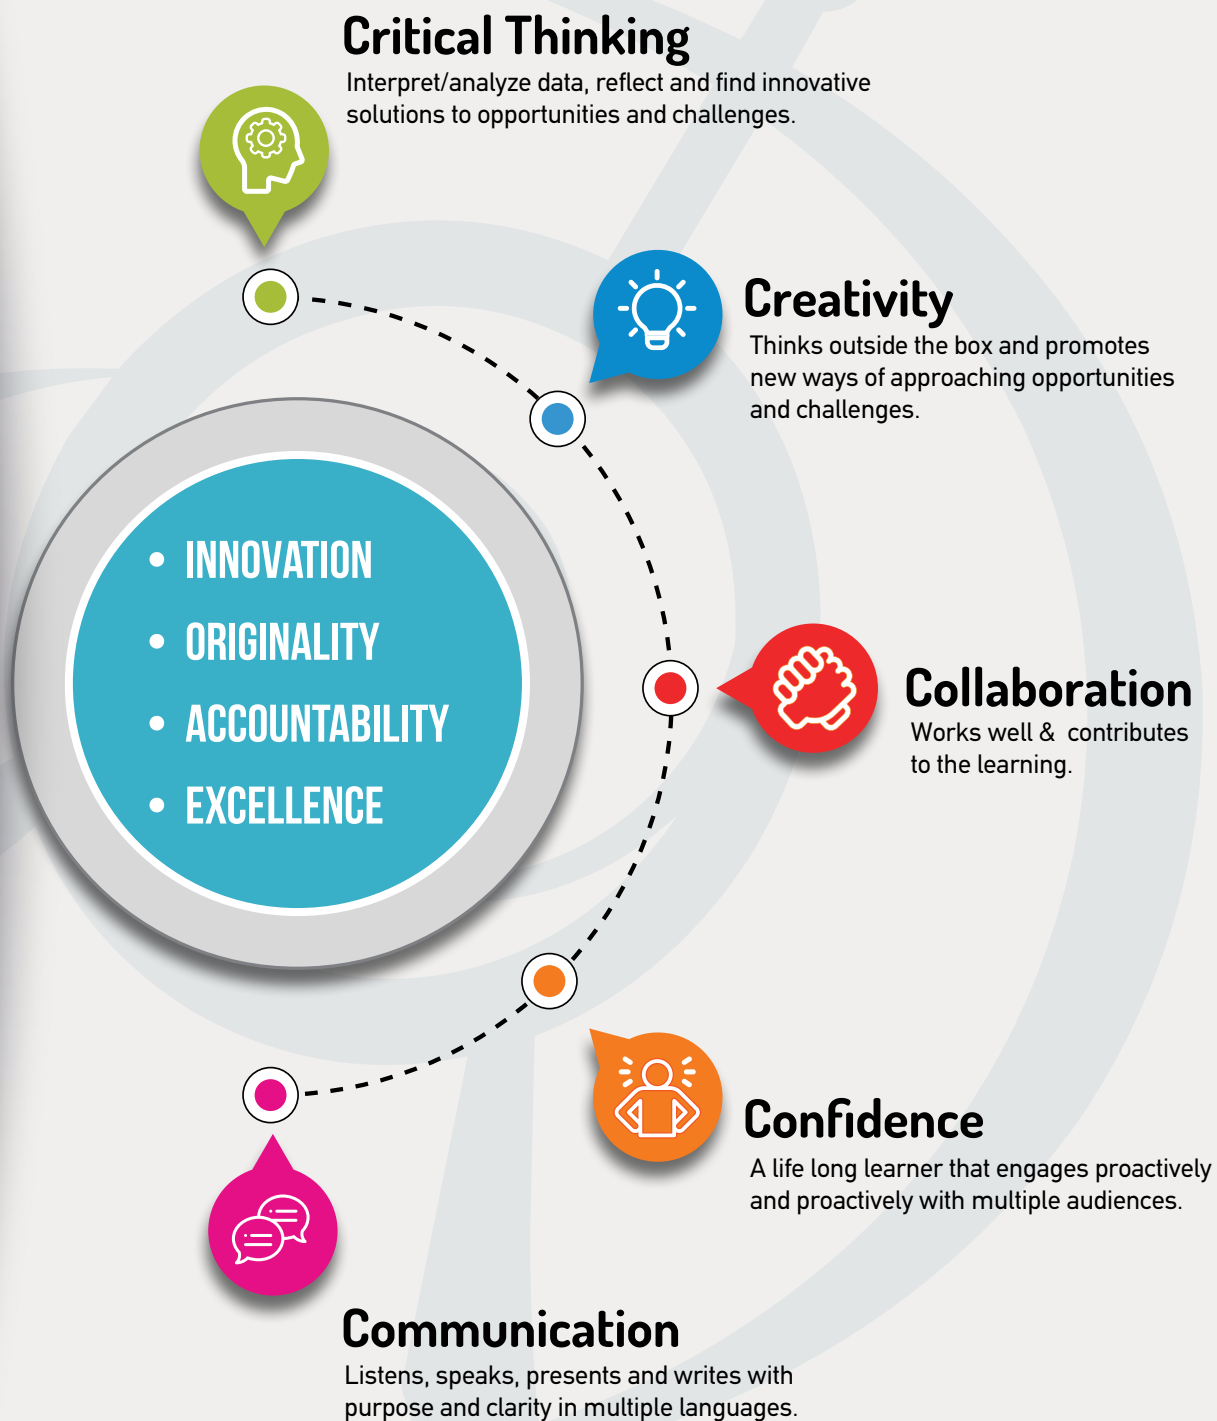 Critical Thinking
Interpret/analyze data, reflect and find innovative
solutions to opportunities and challenges.
Creativity
Thinks outside the box and promotes
new ways of approaching opportunities
and challenges.
• INNOVATION
• ORIGINALITY
• ACCOUNTABILITY
• EXCELLENCE
Collaboration
Works well & contributes
to the learning.
Confidence
A life long learner that engages proactively
and proactively with multiple audiences.
Communication
Listens, speaks, presents and writes with
purpose and clarity in multiple languages.